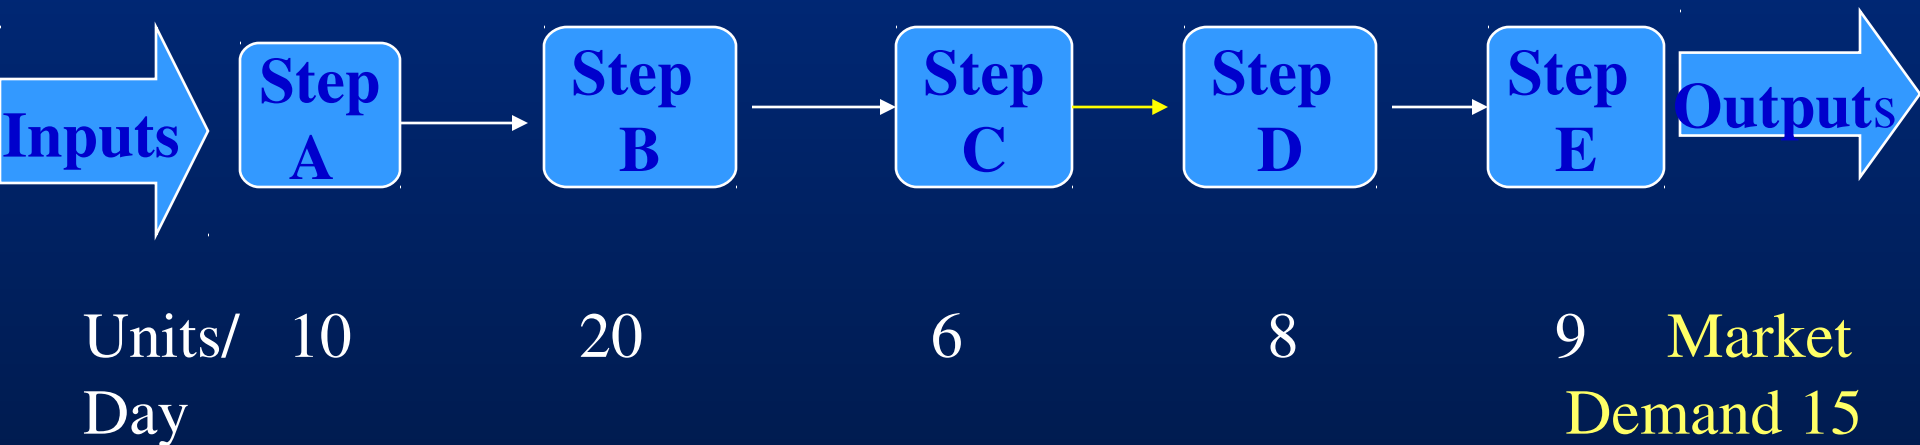 Inputs
Step
A
Step
B
Step
C
Step
D
Step
E
Outputs
Units/ 10 20 6 8 9 Market
Day Demand 15